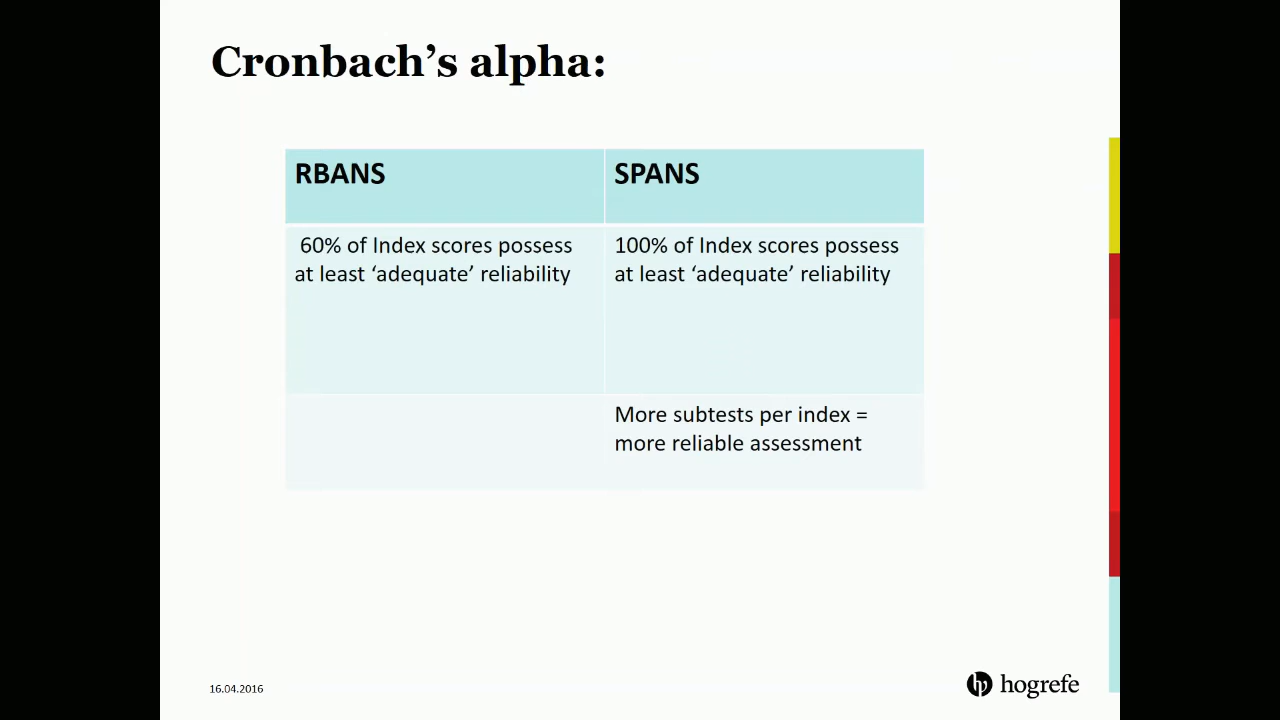 Cronbach’s alpha:
RBANS
SPANS
60% of Index scores possess
at least ‘adequate’ reliability
100% of Index scores possess
at least ‘adequate’ reliability
More subtests per index =
more reliable assessment
16.04.2016
hogrefe